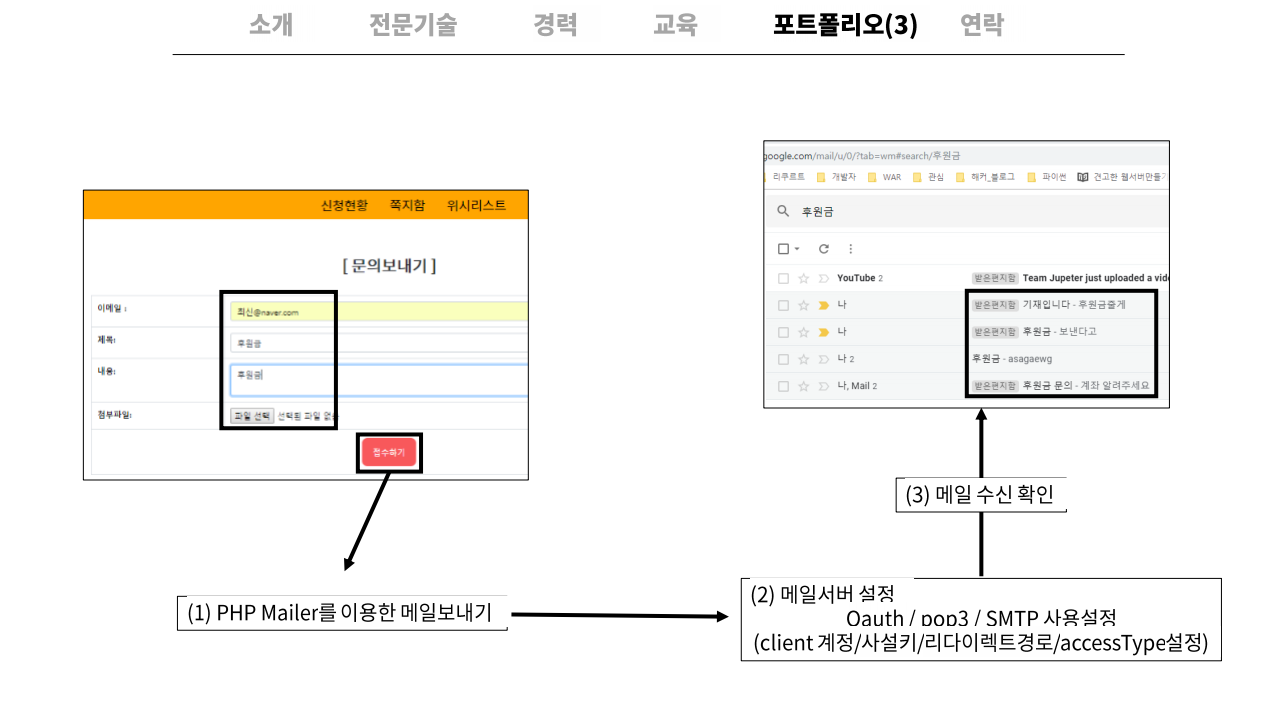 소개 전문기술 경력 교육 포트폴리오(3) 연락
google.com/mail/u/0/?tab=wm#search/후원금
리쿠르트 개발자 WAR 관심 해커_블로그 파이썬 견고한 웹서버만들기
후원금
YouTube 2 받은편지함 Team Jupeter just uploaded a vide
나 받은편지함 기재입니다 - 후원금줄게
나 받은편지함 후원금 - 보낸다고
나 2 후원금 - asagaewg
나, Mail 2 받은편지함 후원금 문의 - 계좌 알려주세요
신청현황 쪽지함 위시리스트
[ 문의보내기 ]
이메일 : 최신@naver.com
제목: 후원금
내용: 후원금
첨부파일: 파일 선택 선택된 파일 없음
접수하기
(3) 메일 수신 확인
(1) PHP Mailer를 이용한 메일보내기
(2) 메일서버 설정
Oauth / pop3 / SMTP 사용설정
(client 계정/사설키/리다이렉트경로/accessType설정)